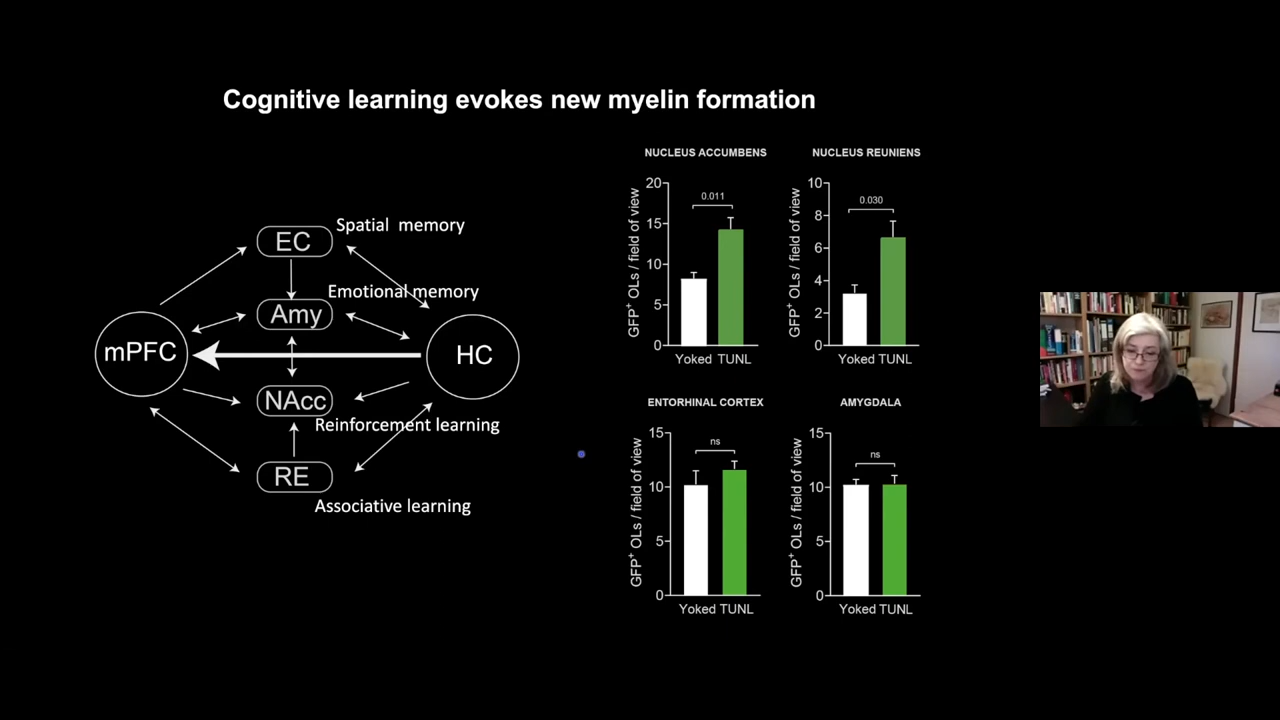 Cognitive learning evokes new myelin formation
EC
Spatial  memory
Emotional memory
Amy
mPFC
HC
NAcc
Reinforcement learning
RE
Associative learning
NUCLEUS ACCUMBENS
GFP+ OLs / field of view
20
15
10
5
0
0.011
Yoked TUNL
NUCLEUS REUNIENS
GFP+ OLs / field of view
10
8
6
4
2
0
0.030
Yoked TUNL
ENTORHINAL CORTEX
GFP+ OLs / field of view
15
10
5
0
ns
Yoked TUNL
AMYGDALA
GFP+ OLs / field of view
15
10
5
0
ns
Yoked TUNL